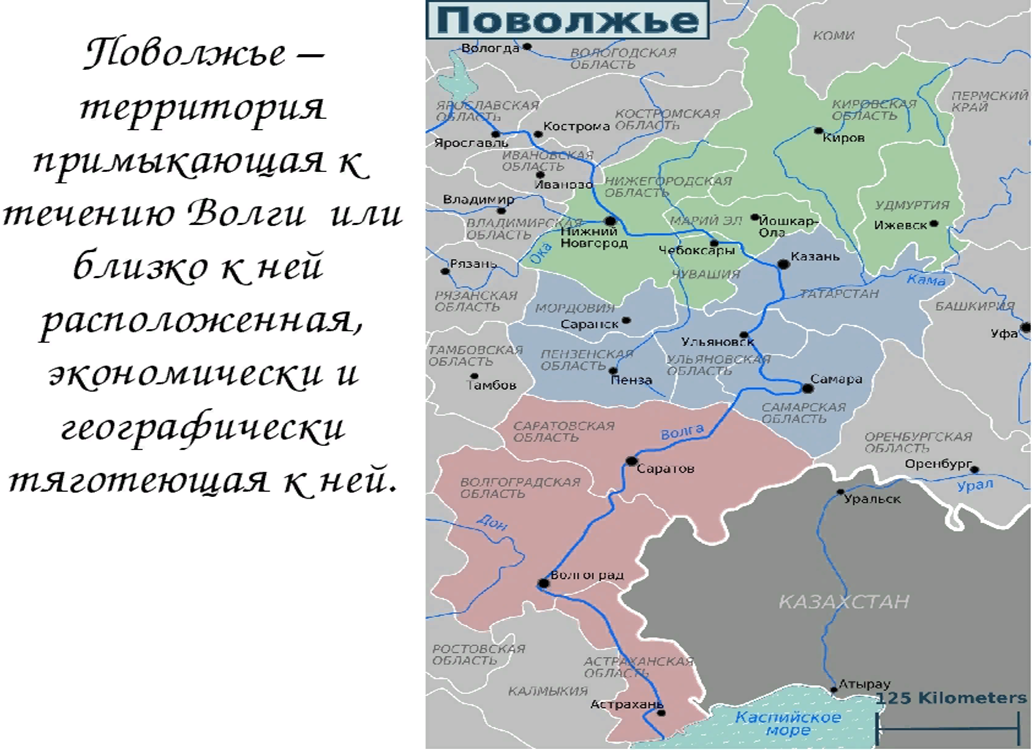 Поволжье –
территория
примыкающая к
течению Волги или
близко к ней
расположенная,
экономически и
географически
тяготеющая к ней.
Поволжье
КОМИ
Вологда
ВОЛОГОДСКАЯ
ОБЛАСТЬ
ПЕРМСКИЙ
КРАЙ
ЯРОСЛАВСКАЯ
ОБЛАСТЬ
КОСТРОМСКАЯ
ОБЛАСТЬ
КИРОВСКАЯ
ОБЛАСТЬ
Кострома
Киров
Ярославль
ИВАНОВСКАЯ
ОБЛАСТЬ
Иваново
НИЖЕГОРОДСКАЯ
ОБЛАСТЬ
Владимир
УДМУРТИЯ
ВЛАДИМИРСКАЯ
ОБЛАСТЬ
Нижний
Новгород
МАРИЙ ЭЛ
Йошкар-
Ола
Ижевск
Ока
Чебоксары
Казань
Рязань
ЧУВАШИЯ
Кама
РЯЗАНСКАЯ
ОБЛАСТЬ
МОРДОВИЯ
ТАТАРСТАН
БАШКИРИЯ
Саранск
Уфа
Ульяновск
ТАМБОВСКАЯ
ОБЛАСТЬ
ПЕНЗЕНСКАЯ
ОБЛАСТЬ
УЛЬЯНОВСКАЯ
ОБЛАСТЬ
Тамбов
Пенза
Самара
САМАРСКАЯ
ОБЛАСТЬ
САРАТОВСКАЯ
ОБЛАСТЬ
Волга
ОРЕНБУРГСКАЯ
ОБЛАСТЬ
Саратов
Оренбург
ВОЛГОГРАДСКАЯ
ОБЛАСТЬ
Урал
Уральск
Дон
Волгоград
КАЗАХСТАН
РОСТОВСКАЯ
ОБЛАСТЬ
АСТРАХАНСКАЯ
ОБЛАСТЬ
КАЛМЫКИЯ
Атырау
Астрахань
125 Kilometers
Каспийское
море